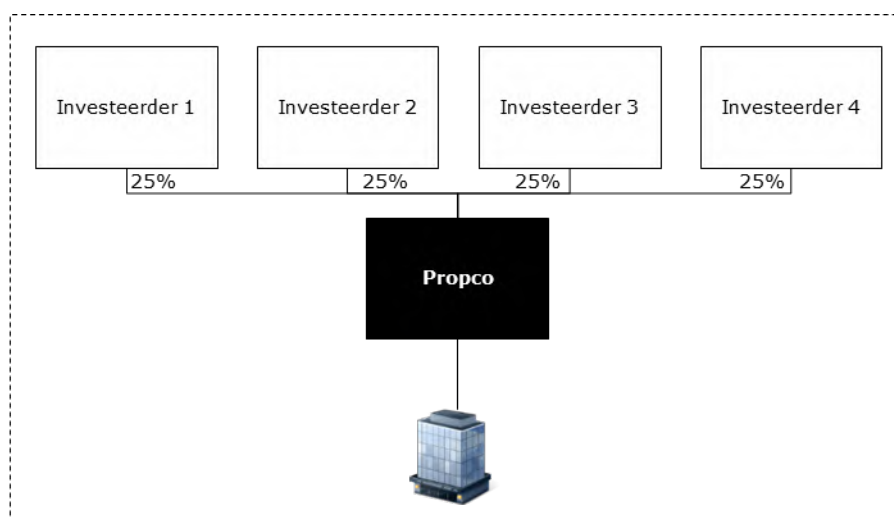 Investeerder 1
Investeerder 2
Investeerder 3
Investeerder 4
25%
25%
25%
25%
Propco